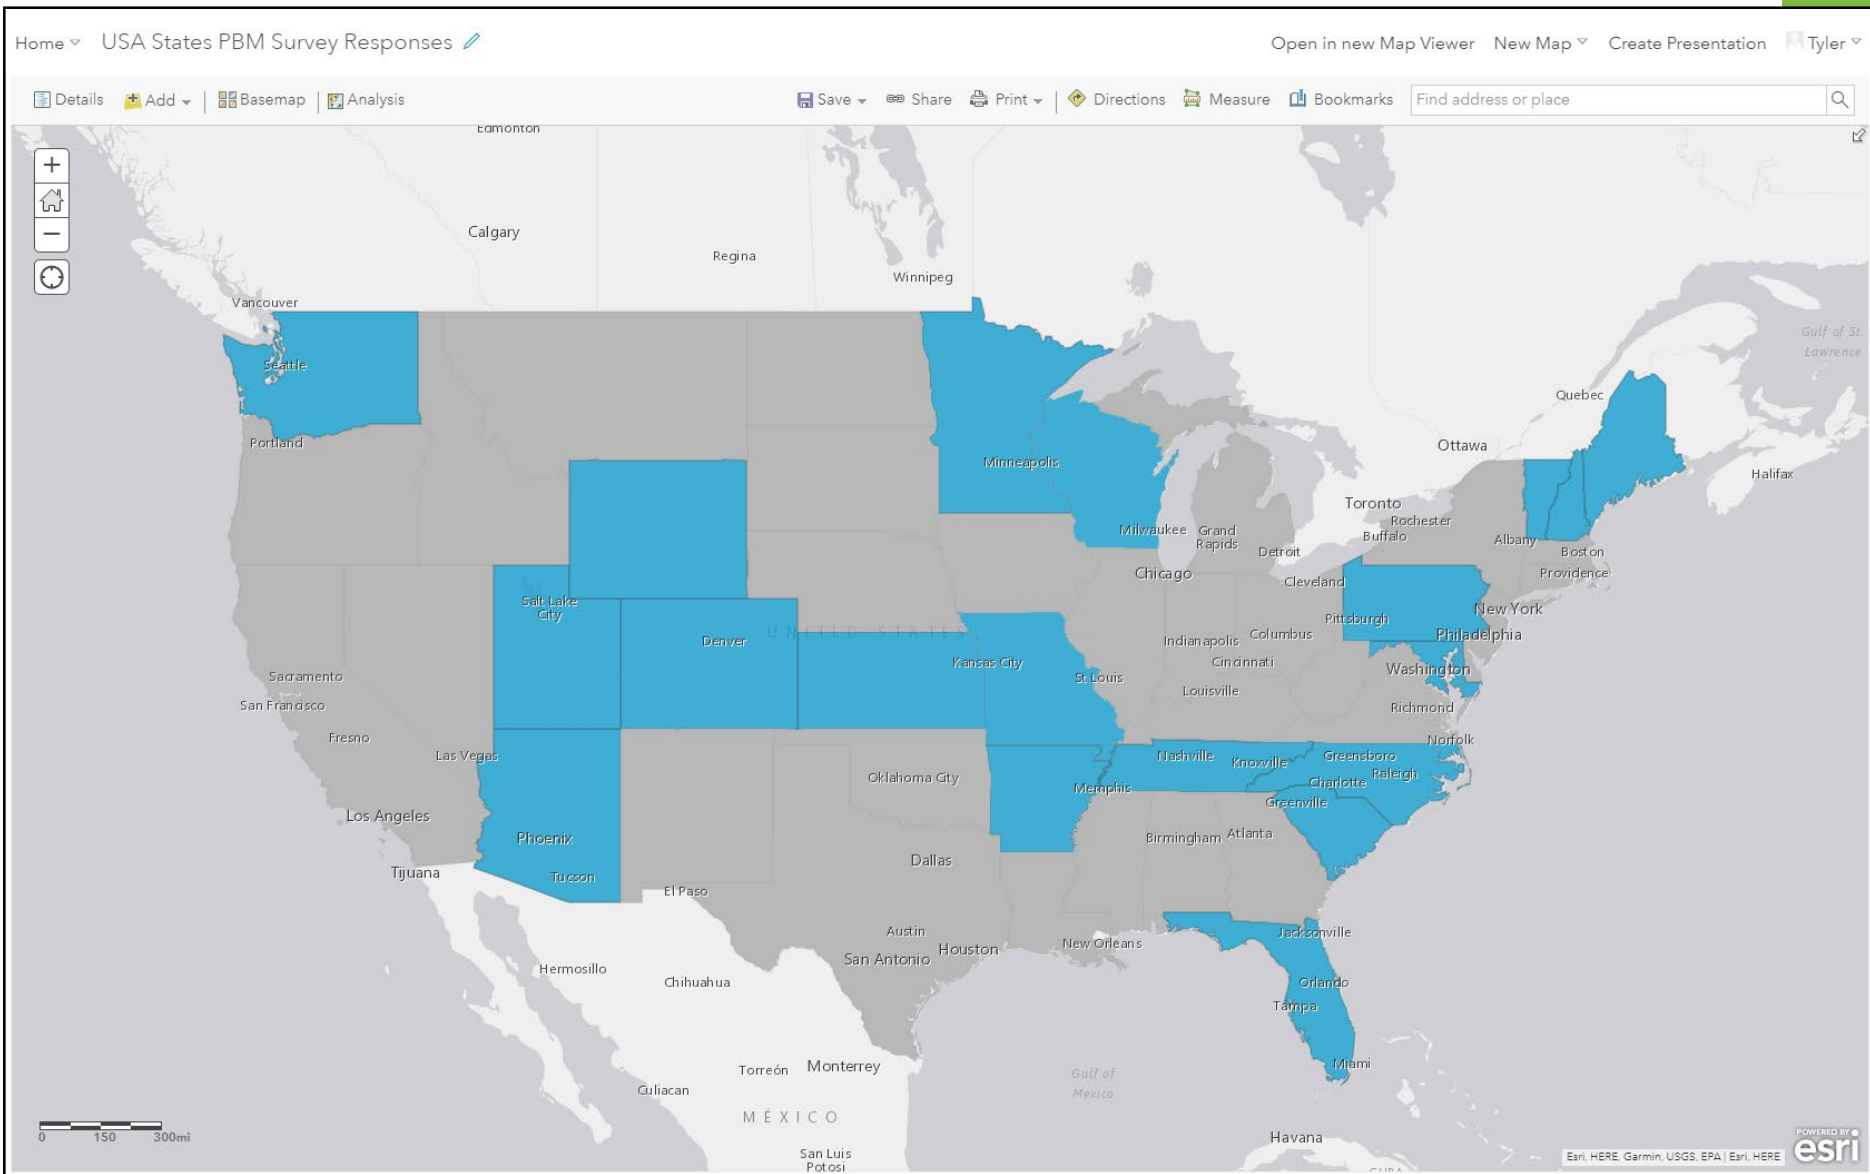 Home USA States PBM Survey Responses Open in new Map Viewer New Map Create Presentation Tyler
Details Add Basemap Analysis Save Share Print Directions Measure Bookmarks Find address or place
Edmonton
Calgary
Regina
Winnipeg
Vancouver
Gulf of St
Lawrence
Seattle
Quebec
Portland
Ottawa
Minneapolis
Halifax
Toronto
Rochester
Milwaukee
Grand
Rapids
Buffalo
Albany
Detroit
Boston
Chicago
Providence
Cleveland
Salt Lake
City
New York
Pittsburgh
UNITED STATES
Denver
Indianapolis
Columbus
Philadelphia
Kansas City
Cincinnati
Washington
Sacramento
St Louis
Louisville
San Francisco
Richmond
Fresno
Norfolk
Las Vegas
Nashville
Knoxville
Greensboro
Raleigh
Oklahoma City
Memphis
Charlotte
Greenville
Los Angeles
Phoenix
Birmingham
Atlanta
Dallas
Tijuana
Tucson
El Paso
Austin
Jacksonville
New Orleans
Houston
San Antonio
Hermosillo
Chihuahua
Orlando
Tampa
Miami
Monterrey
Torreón
Gulf of
Mexico
Culiacan
MÉXICO
0 150 300mi
Havana
San Luis
Potosi
Esri, HERE, Garmin, USGS, EPA | Esri, HERE
POWERED BY
esri